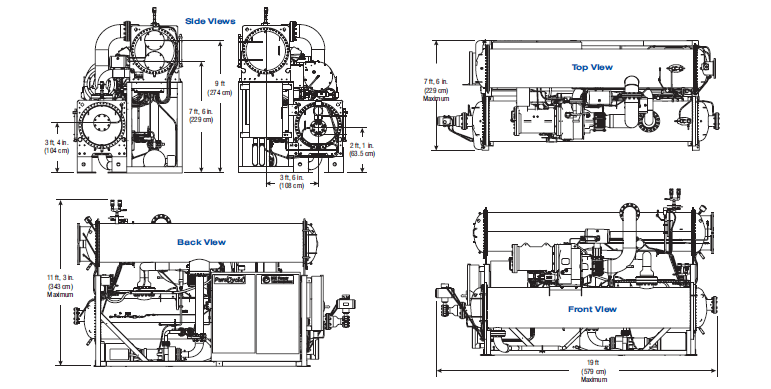 Side Views
9 ft
(274 cm)
7 ft, 6 in.
(229 cm)
3 ft, 4 in.
(104 cm)
2 ft, 1 in.
(63.5 cm)
3 ft, 6 in.
(108 cm)
Top View
7 ft, 6 in.
(229 cm)
Maximum
Back View
11 ft, 3 in.
(343 cm)
Maximum
PureCycle
Front View
19 ft
(579 cm)
Maximum